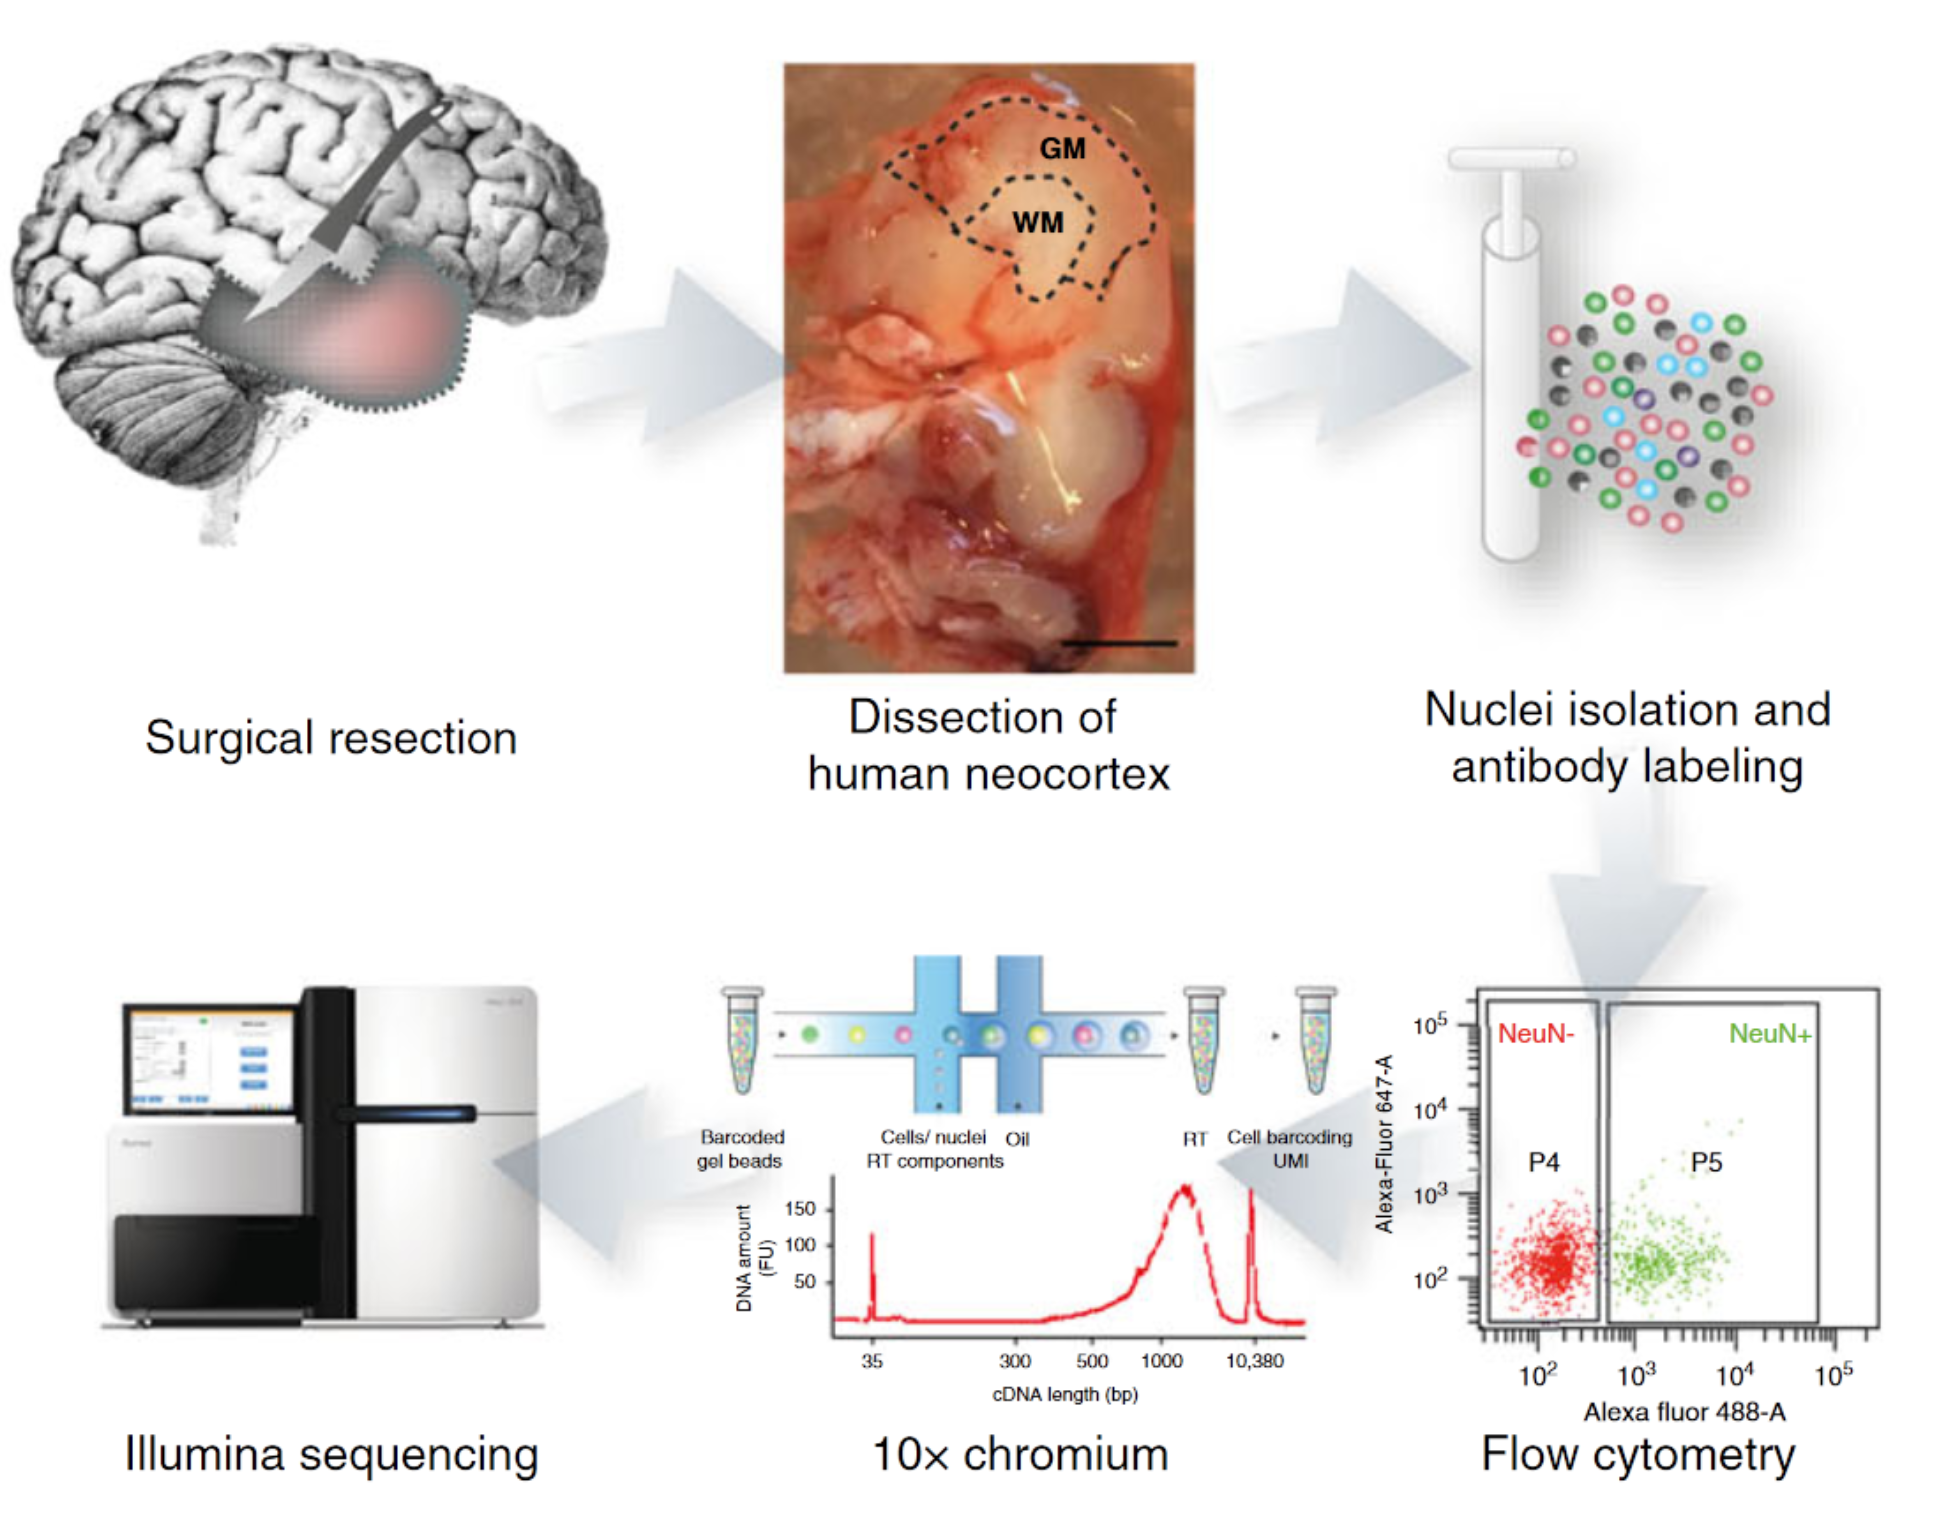 GM
WM
Surgical resection
Dissection of
human neocortex
Nuclei isolation and
antibody labeling
Barcoded
gel beads
Cells/ nuclei
RT components
Oil
RT
Cell barcoding
UMI
DNA amount
(FU)
150
100
50
35
300
500
1000
10,380
cDNA length (bp)
Alexa-Fluor 647-A
10⁵
10⁴
10³
10²
NeuN-
NeuN+
P4
P5
10²
10³
10⁴
10⁵
Alexa fluor 488-A
Illumina sequencing
10× chromium
Flow cytometry